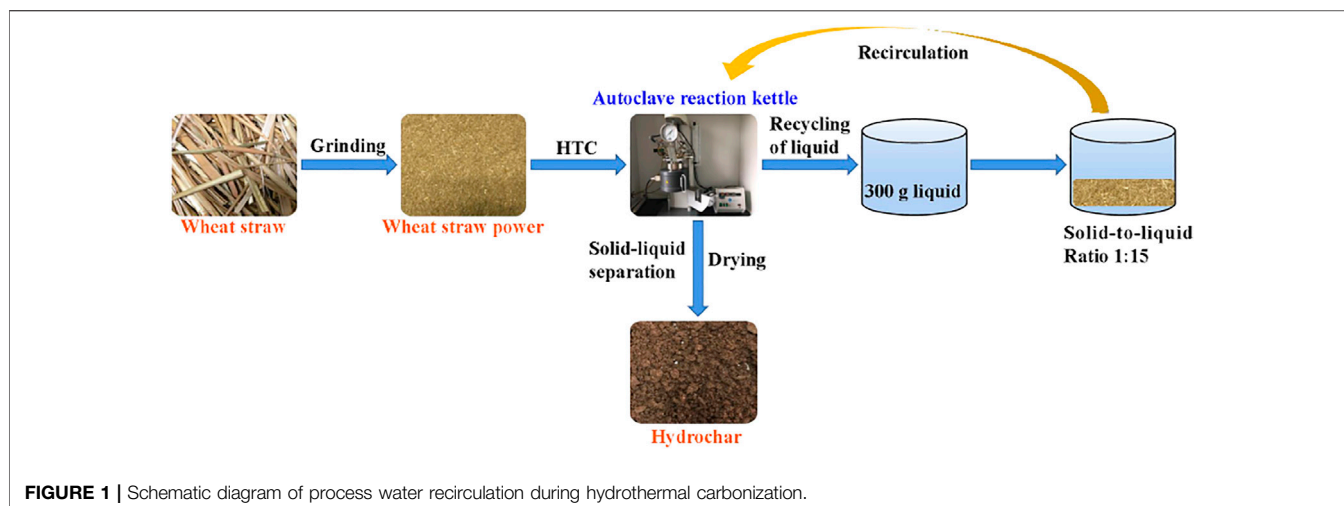 Recirculation
Autoclave reaction kettle
Grinding
HTC
Recycling
of liquid
300 g liquid
Wheat straw
Wheat straw power
Solid-liquid
separation
Drying
Solid-to-liquid
Ratio 1:15
Hydrochar
FIGURE 1 | Schematic diagram of process water recirculation during hydrothermal carbonization.